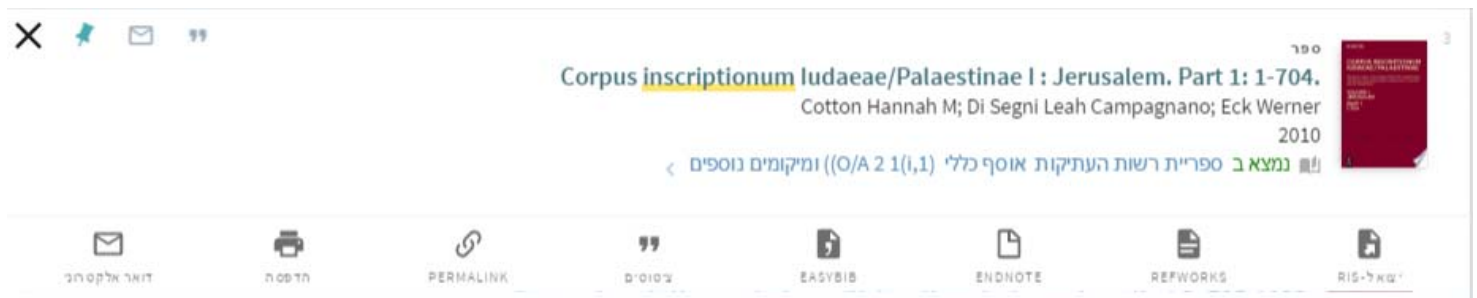 3
ספר
Corpus inscriptionum Iudaeae/Palaestinae I : Jerusalem. Part 1: 1-704.
Cotton Hannah M; Di Segni Leah Campagnano; Eck Werner
2010
נמצא ב ספריית רשות העתיקות אוסף כללי (O/A 2 1(i,1)) ומיקומים נוספים
יצוא ל-RIS
REFWORKS
ENDNOTE
EASYBIB
ציטוטים
PERMALINK
הדפסה
דואר אלקטרוני